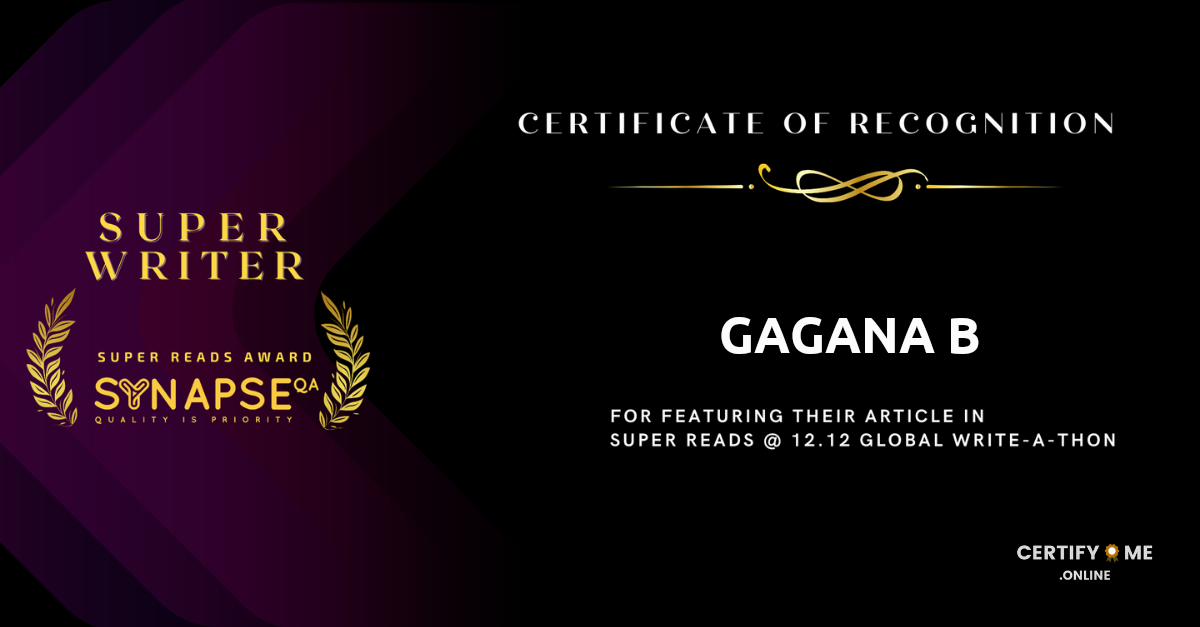 CERTIFICATE OF RECOGNITION
SUPER
WRITER
SUPER READS AWARD
SYNAPSE QA
QUALITY IS PRIORITY
GAGANA B
FOR FEATURING THEIR ARTICLE IN
SUPER READS @ 12.12 GLOBAL WRITE-A-THON
CERTIFY ME
.ONLINE